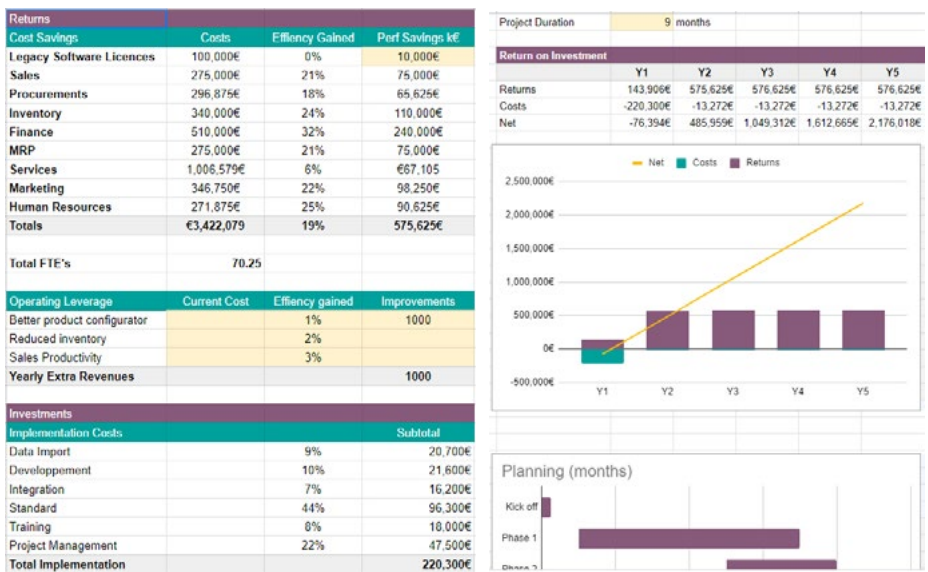 Returns
Cost Savings Costs Effiency Gained Perf Savings k€
Legacy Software Licences 100,000€ 0% 10,000€
Sales 275,000€ 21% 75,000€
Procurements 296,875€ 18% 65,625€
Inventory 340,000€ 24% 110,000€
Finance 510,000€ 32% 240,000€
MRP 275,000€ 21% 75,000€
Services 1,006,579€ 6% €67,105
Marketing 346,750€ 22% 98,250€
Human Resources 271,875€ 25% 90,625€
Totals €3,422,079 19% 575,625€
Total FTE's 70.25
Operating Leverage Current Cost Effiency gained Improvements
Better product configurator 1% 1000
Reduced inventory 2%
Sales Productivity 3%
Yearly Extra Revenues 1000
Investments
Implementation Costs Subtotal
Data Import 9% 20,700€
Developpement 10% 21,600€
Integration 7% 16,200€
Standard 44% 96,300€
Training 8% 18,000€
Project Management 22% 47,500€
Total Implementation 220,300€
Project Duration 9 months
Return on Investment
Y1 Y2 Y3 Y4 Y5
Returns 143,906€ 575,625€ 576,625€ 576,625€ 576,625€
Costs -220,300€ -13,272€ -13,272€ -13,272€ -13,272€
Net -76,394€ 485,959€ 1,049,312€ 1,612,665€ 2,176,018€
Net Costs Returns
2,500,000€
2,000,000€
1,500,000€
1,000,000€
500,000€
0€
-500,000€
Y1 Y2 Y3 Y4 Y5
Planning (months)
Kick off
Phase 1
Phase 2